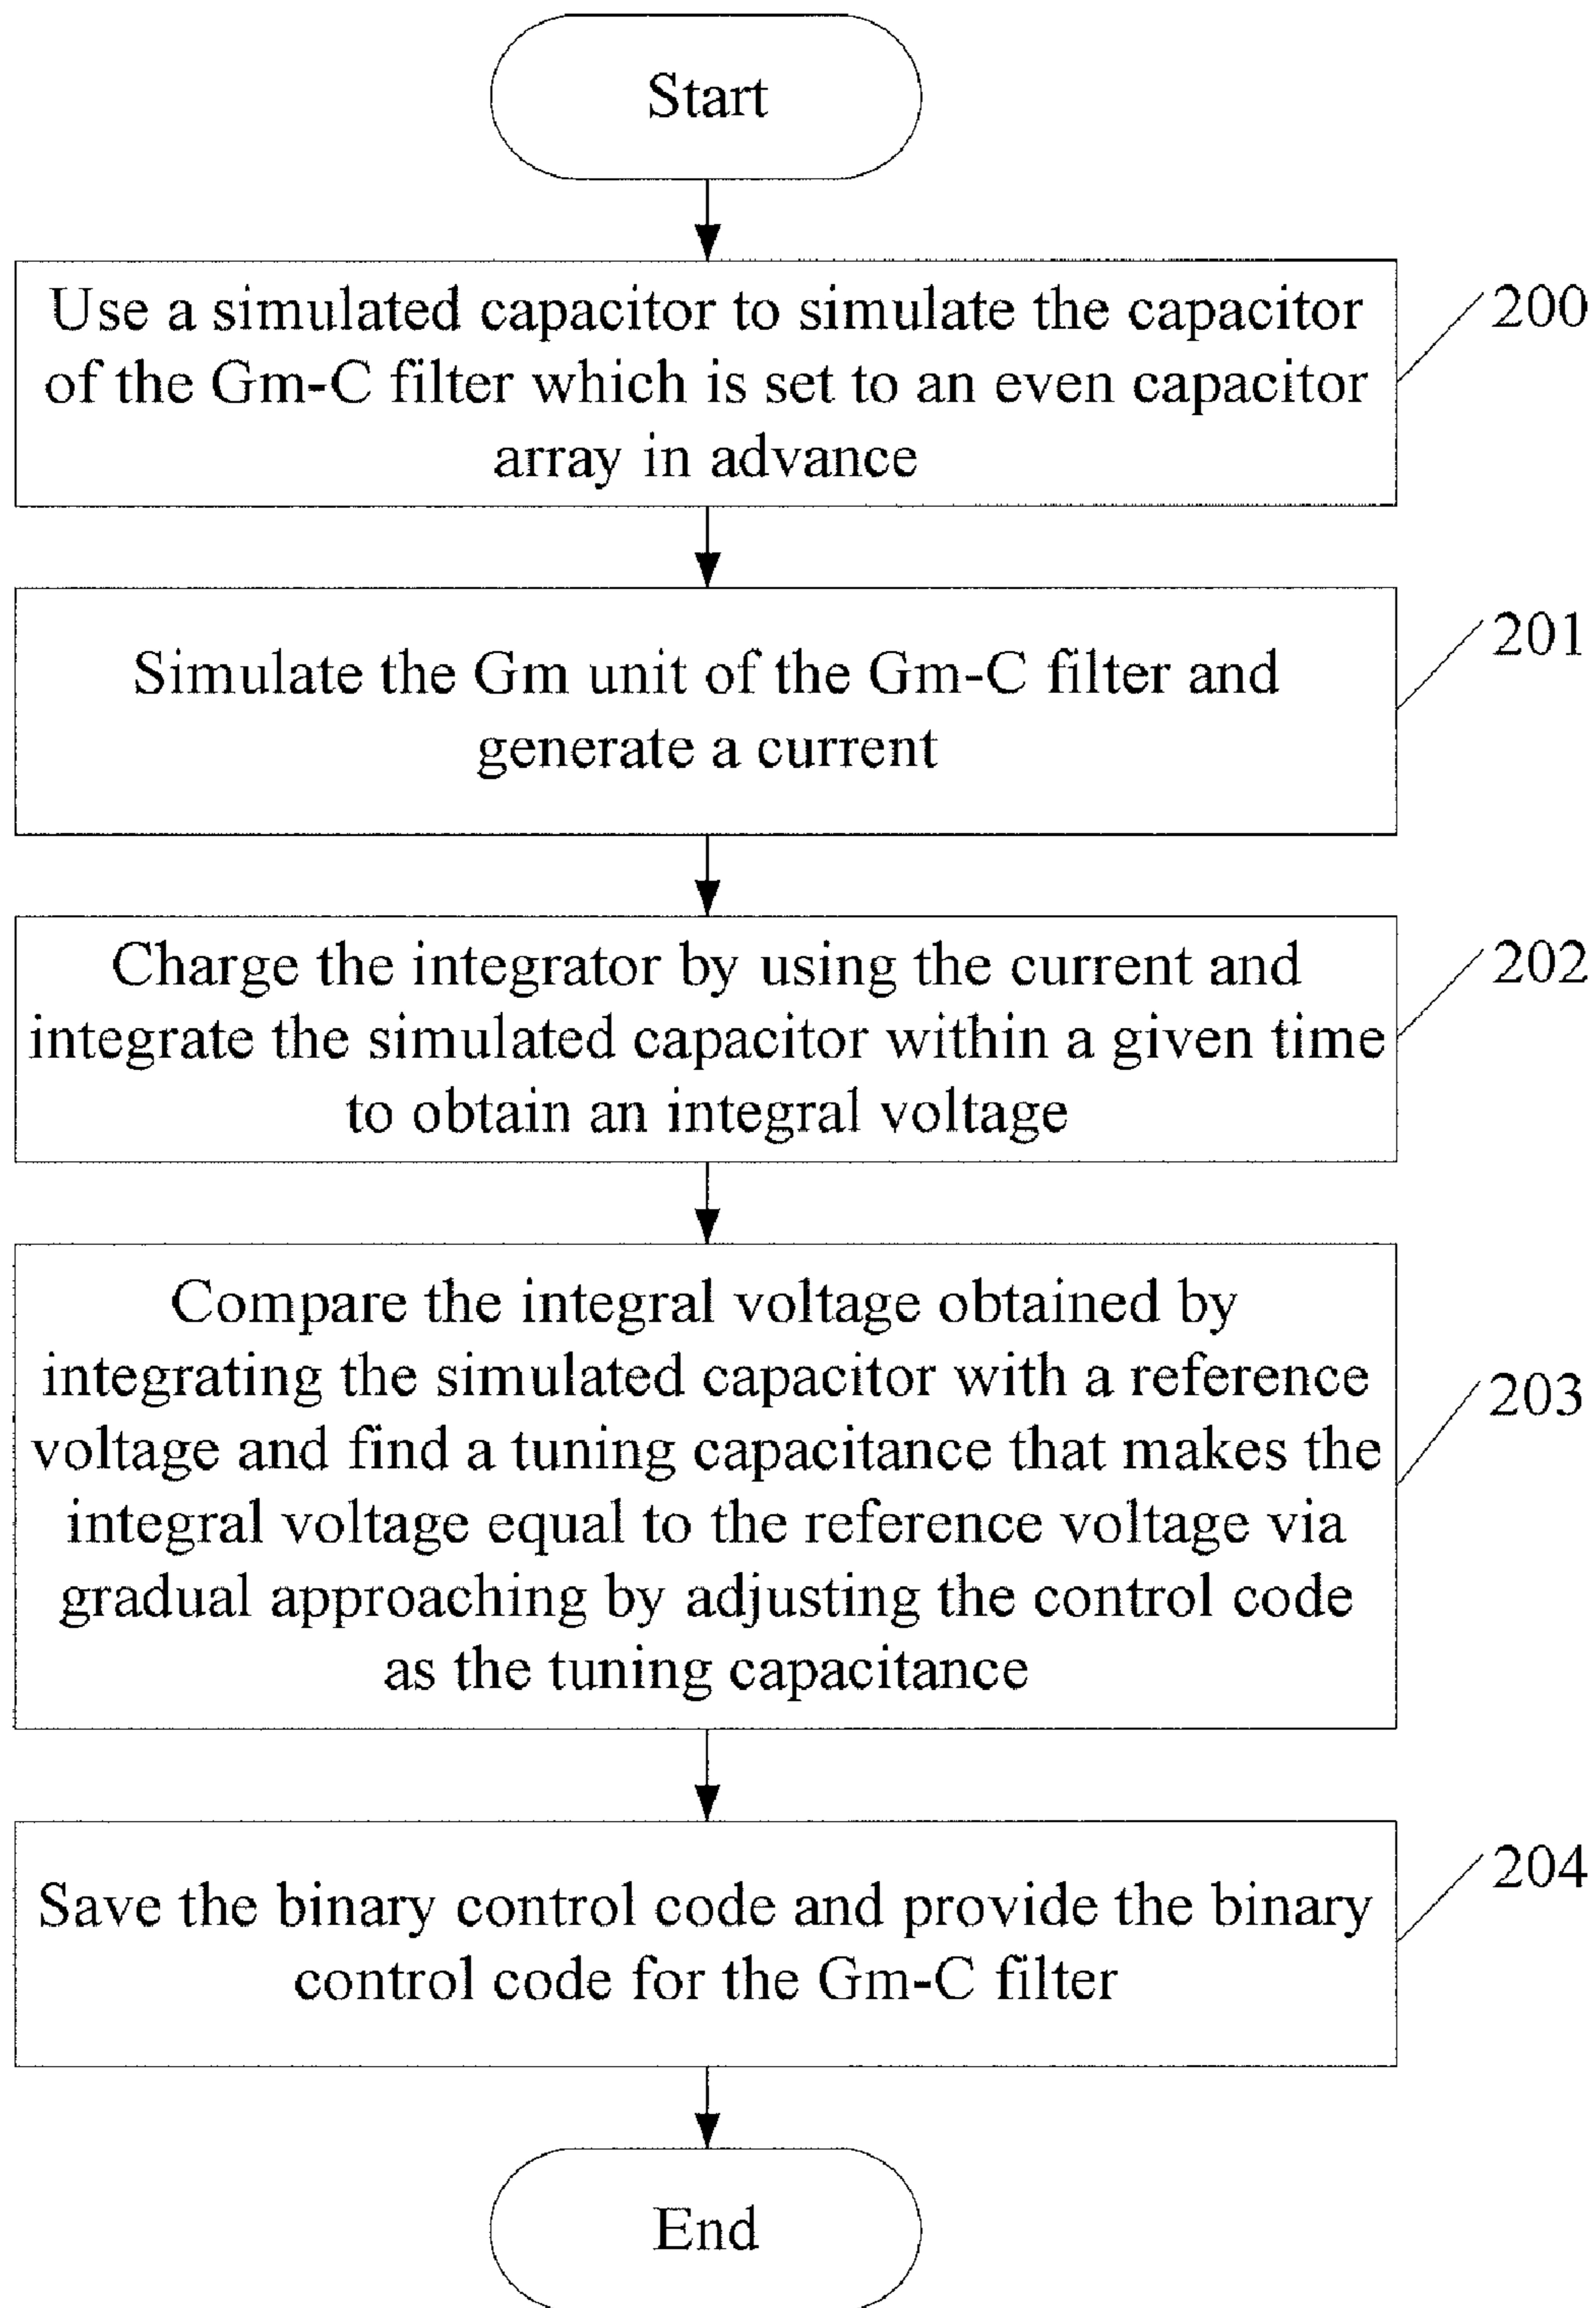 Start
Use a simulated capacitor to simulate the capacitor
of the Gm-C filter which is set to an even capacitor
array in advance
200
Simulate the Gm unit of the Gm-C filter and
generate a current
201
Charge the integrator by using the current and
integrate the simulated capacitor within a given time
to obtain an integral voltage
202
Compare the integral voltage obtained by
integrating the simulated capacitor with a reference
voltage and find a tuning capacitance that makes the
integral voltage equal to the reference voltage via
gradual approaching by adjusting the control code
as the tuning capacitance
203
Save the binary control code and provide the binary
control code for the Gm-C filter
204
End